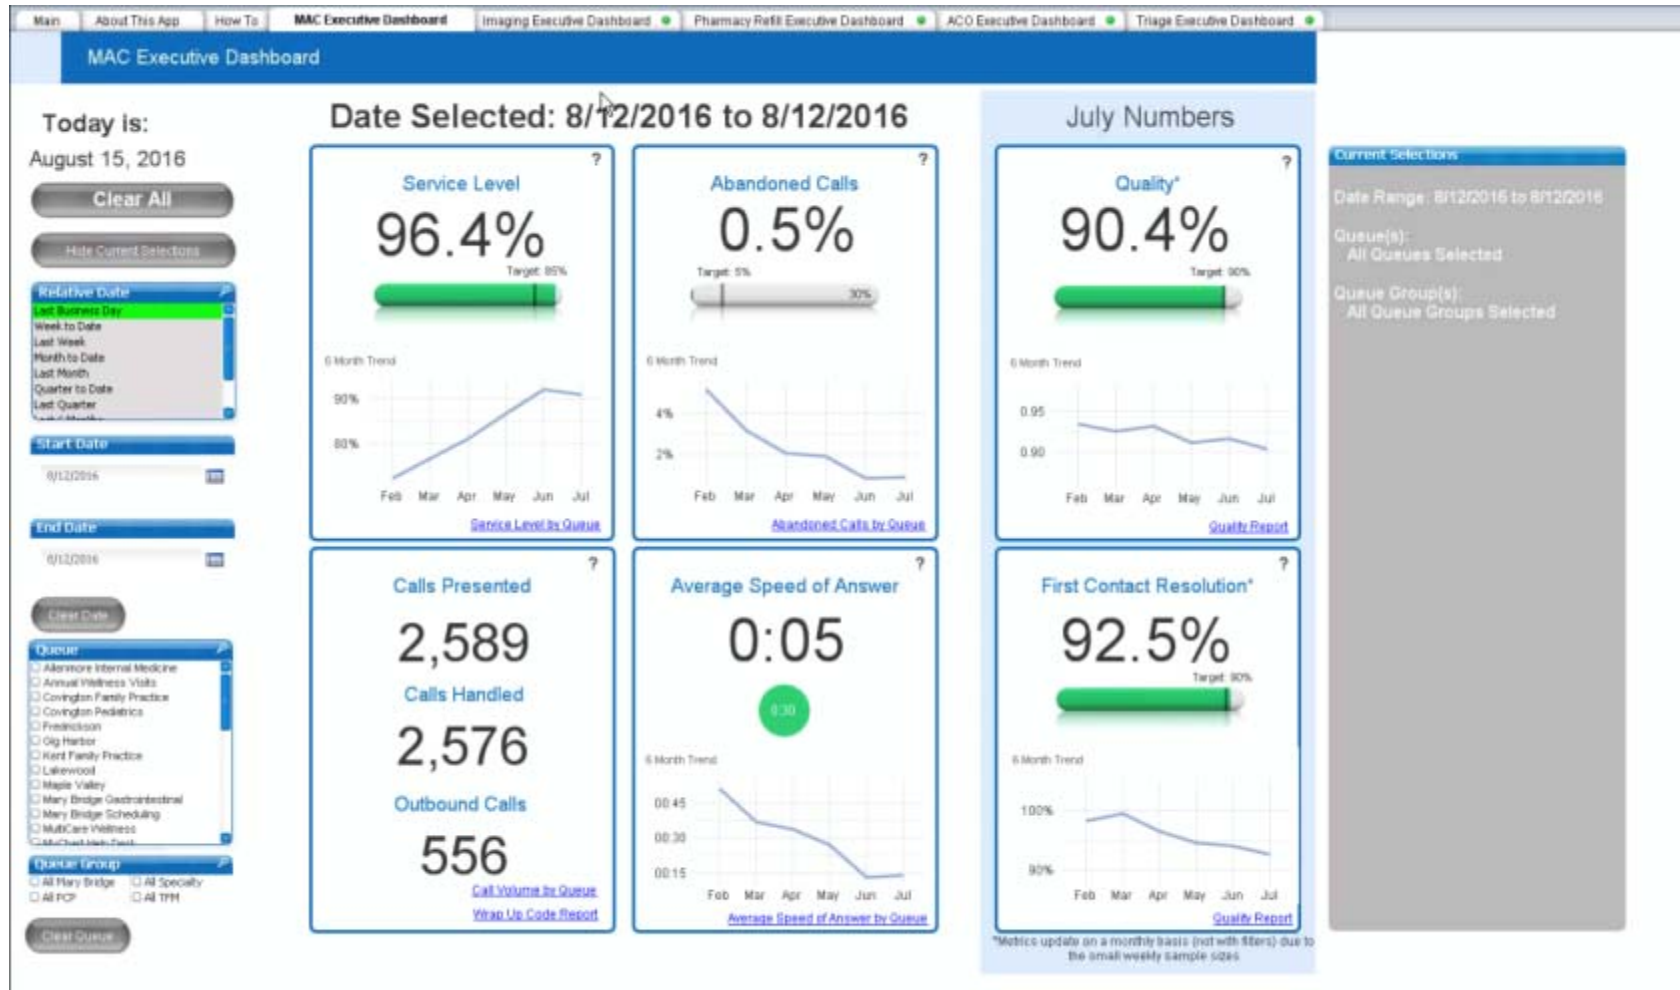 Main
About This App
How To
MAC Executive Dashboard
Imaging Executive Dashboard
Pharmacy Refill Executive Dashboard
ACO Executive Dashboard
Triage Executive Dashboard
MAC Executive Dashboard
Today is:
August 15, 2016
Clear All
Hide Current Selections
Relative Date
Last Business Day
Week to Date
Last Week
Month to Date
Last Month
Quarter to Date
Last Quarter
Start Date
8/12/2016
End Date
8/12/2016
Clear Date
Queue
Allenmore Internal Medicine
Annual Wellness Visits
Covington Family Practice
Covington Pediatrics
Frederickson
Gig Harbor
Kent Family Practice
Lakewood
Maple Valley
Mary Bridge Gastrointestinal
Mary Bridge Scheduling
MultiCare Wellness
MyChart Help Desk
Queue Group
All Mary Bridge
All Specialty
All PCP
All TPM
Clear Queue
Date Selected: 8/12/2016 to 8/12/2016
?
Service Level
96.4%
Target: 85%
6 Month Trend
90%
80%
Feb Mar Apr May Jun Jul
Service Level by Queue
?
Abandoned Calls
0.5%
Target: 5%
30%
6 Month Trend
4%
2%
Feb Mar Apr May Jun Jul
Abandoned Calls by Queue
?
Calls Presented
2,589
Calls Handled
2,576
Outbound Calls
556
Call Volume by Queue
Wrap Up Code Report
?
Average Speed of Answer
0:05
0:30
6 Month Trend
00:45
00:30
00:15
Feb Mar Apr May Jun Jul
Average Speed of Answer by Queue
July Numbers
?
Quality*
90.4%
Target: 90%
6 Month Trend
0.95
0.90
Feb Mar Apr May Jun Jul
Quality Report
?
First Contact Resolution*
92.5%
Target: 90%
6 Month Trend
100%
90%
Feb Mar Apr May Jun Jul
Quality Report
*Metrics update on a monthly basis (not with filters) due to
the small weekly sample sizes
Current Selections
Date Range: 8/12/2016 to 8/12/2016
Queue(s):
All Queues Selected
Queue Group(s):
All Queue Groups Selected